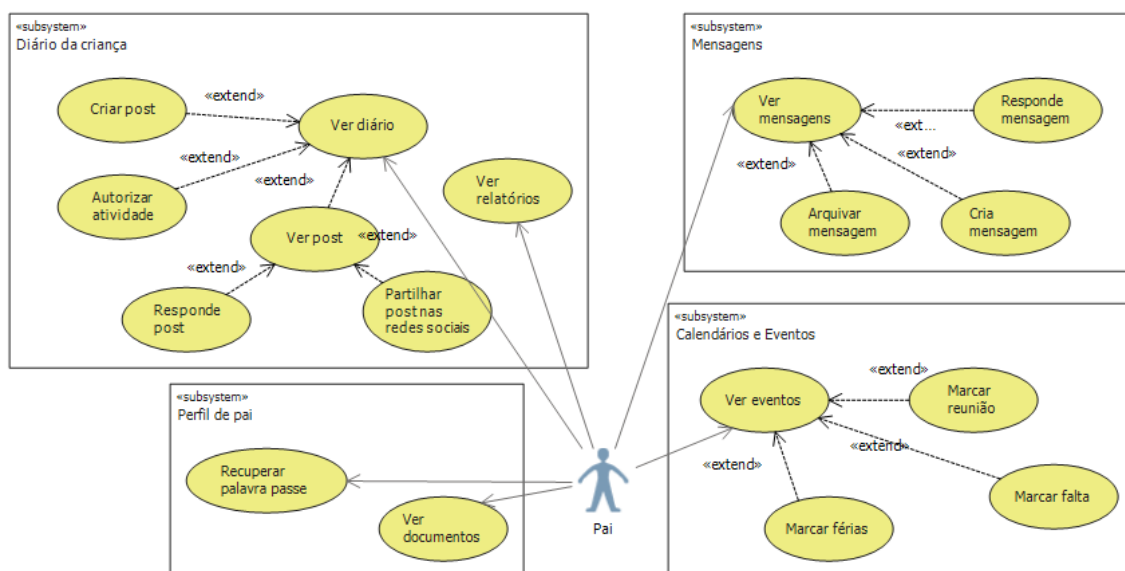 «subsystem»
Diário da criança
Criar post
«extend»
Ver diário
«extend»
Autorizar
atividade
«extend»
Ver
relatórios
Ver post
«extend»
«extend»
Responde
post
Partilhar
post nas
redes sociais
«subsystem»
Mensagens
Ver
mensagens
Responde
mensagem
«ext...
«extend»
«extend»
Arquivar
mensagem
Cria
mensagem
«subsystem»
Perfil de pai
Recuperar
palavra passe
Ver
documentos
Pai
«subsystem»
Calendários e Eventos
Ver eventos
«extend»
Marcar
reunião
«extend»
«extend»
Marcar falta
Marcar férias